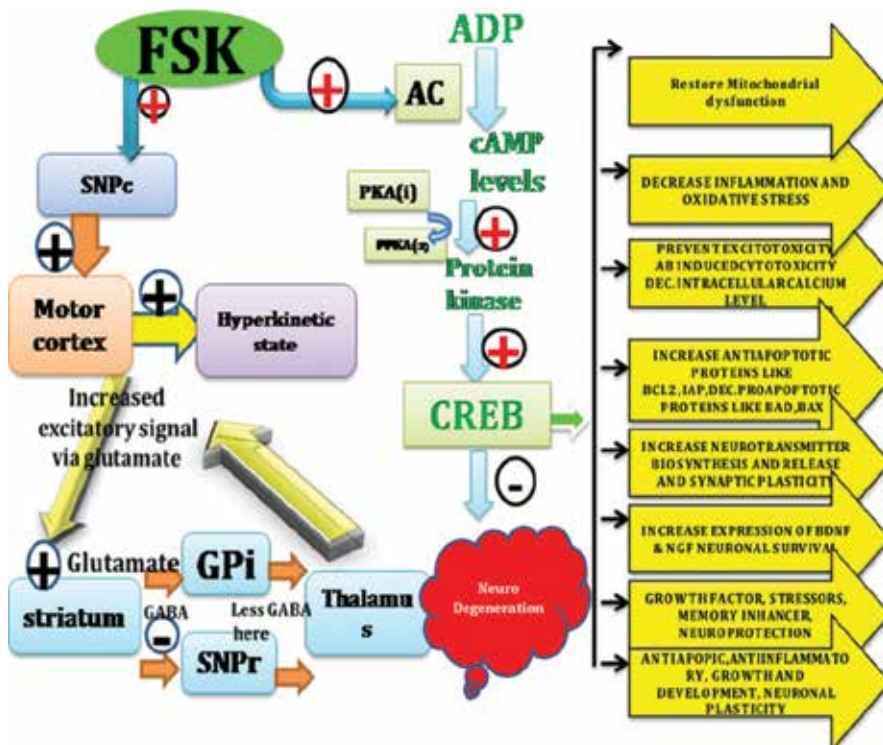 FSK
ADP
AC
SNPc
cAMP
levels
PKA(i)
Protein
kinase
Motor
cortex
Hyperkinetic
state
Increased
excitatory signal
via glutamate
CREB
Glutamate
striatum
GABA
GPi
Less GABA
here
SNPr
Thalamu
s
Neuro
Degeneration
Restore Mitochondrial
dysfunction
DECREASE INFLAMMATION AND
OXIDATIVE STRESS
PREVENT EXCITOTOXICITY
AB INDUCEDCYTOTOXICITY
DEC. INTRACELLULARCALCIUM
LEVEL
INCREASE ANTIAPOPTOTIC
PROTEINS LIKE
BCL2, IAP, DEC. PROAPOPTOTIC
PROTEINS LIKE BAD, BAX
INCREASE NEUROTRANSMITTER
BIOSYNTHESIS AND RELEASE
AND SYNAPTIC PLASTICITY
INCREASE EXPRESSION OF BDNF
& NGF NEURONAL SURVIVAL
GROWTH FACTOR, STRESSORS,
MEMORY INHANCER,
NEUROPROTECTION
ANTIAPOPIC,ANTIINFLAMMATO
RY, GROWTH AND
DEVELOPMENT, NEURONAL
PLASTICITY